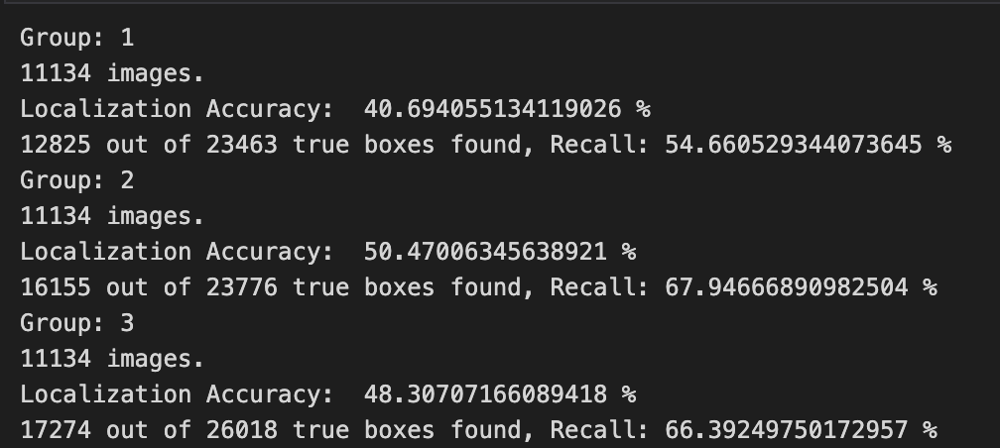 Group: 1
11134 images.
Localization Accuracy:  40.694055134119026 %
12825 out of 23463 true boxes found, Recall: 54.660529344073645 %
Group: 2
11134 images.
Localization Accuracy:  50.47006345638921 %
16155 out of 23776 true boxes found, Recall: 67.94666890982504 %
Group: 3
11134 images.
Localization Accuracy:  48.30707166089418 %
17274 out of 26018 true boxes found, Recall: 66.39249750172957 %